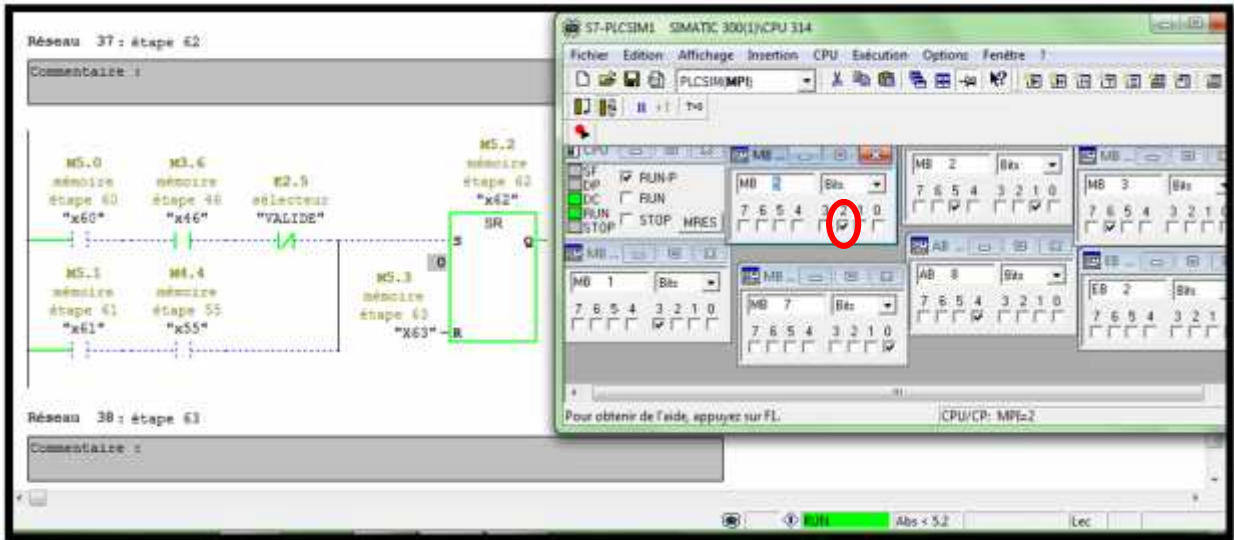 Réseau 37: étape 62
Commentaire :
M5.0
mémoire
étape 60
"x60"
M3.6
mémoire
étape 46
"x46"
E2.5
sélecteur
"VALIDE"
M5.2
mémoire
étape 62
"x62"
SR
S
Q
0
M5.1
mémoire
étape 61
"x61"
M4.4
mémoire
étape 55
"x55"
M5.3
mémoire
étape 63
"X63"
R
Réseau 38: étape 63
Commentaire :
RUN
Abs < 5.2
Lec
S7-PLCSIM1 SIMATIC 300(1)\CPU 314
Fichier Edition Affichage Insertion CPU Exécution Options Fenêtre ?
PLCSIM(MPI)
T=0
CPU
SF
DP
DC
RUN
STOP
RUN-P
RUN
STOP
MRES
MB ...
MB Bits
7 6 5 4 3 2 1 0
MB 2 Bits
7 6 5 4 3 2 1 0
MB ...
MB 3 Bits
7 6 5 4 3 2 1 0
MB ...
MB 1 Bits
7 6 5 4 3 2 1 0
MB ...
MB 7 Bits
7 6 5 4 3 2 1 0
AB ...
AB 8 Bits
7 6 5 4 3 2 1 0
EB ...
EB 2 Bits
7 6 5 4 3 2 1
Pour obtenir de l'aide, appuyez sur F1.
CPU/CP: MPI=2